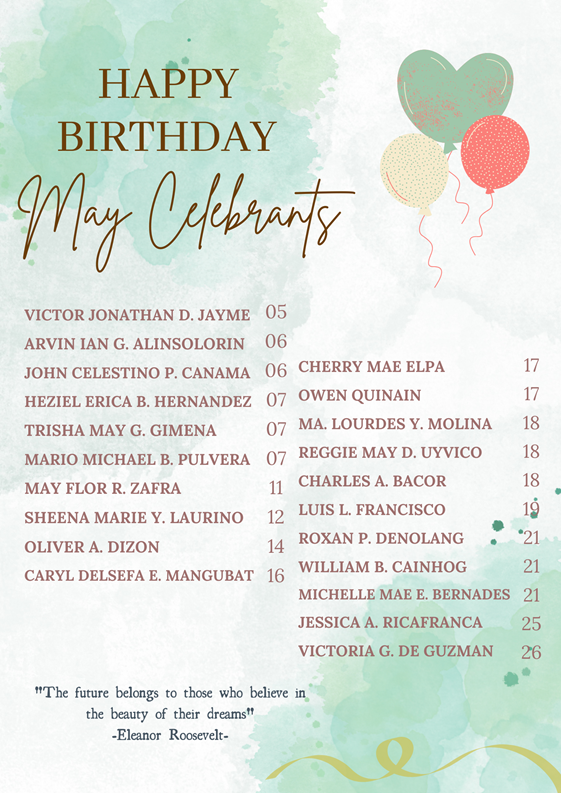 HAPPY
BIRTHDAY
May Celebrants
VICTOR JONATHAN D. JAYME 05
ARVIN IAN G. ALINSOLORIN 06
JOHN CELESTINO P. CANAMA 06
HEZIEL ERICA B. HERNANDEZ 07
TRISHA MAY G. GIMENA 07
MARIO MICHAEL B. PULVERA 07
MAY FLOR R. ZAFRA 11
SHEENA MARIE Y. LAURINO 12
OLIVER A. DIZON 14
CARYL DELSEFA E. MANGUBAT 16
CHERRY MAE ELPA 17
OWEN QUINAIN 17
MA. LOURDES Y. MOLINA 18
REGGIE MAY D. UYVICO 18
CHARLES A. BACOR 18
LUIS L. FRANCISCO 19
ROXAN P. DENOLANG 21
WILLIAM B. CAINHOG 21
MICHELLE MAE E. BERNADES 21
JESSICA A. RICAFRANCA 25
VICTORIA G. DE GUZMAN 26
"The future belongs to those who believe in
the beauty of their dreams"
-Eleanor Roosevelt-